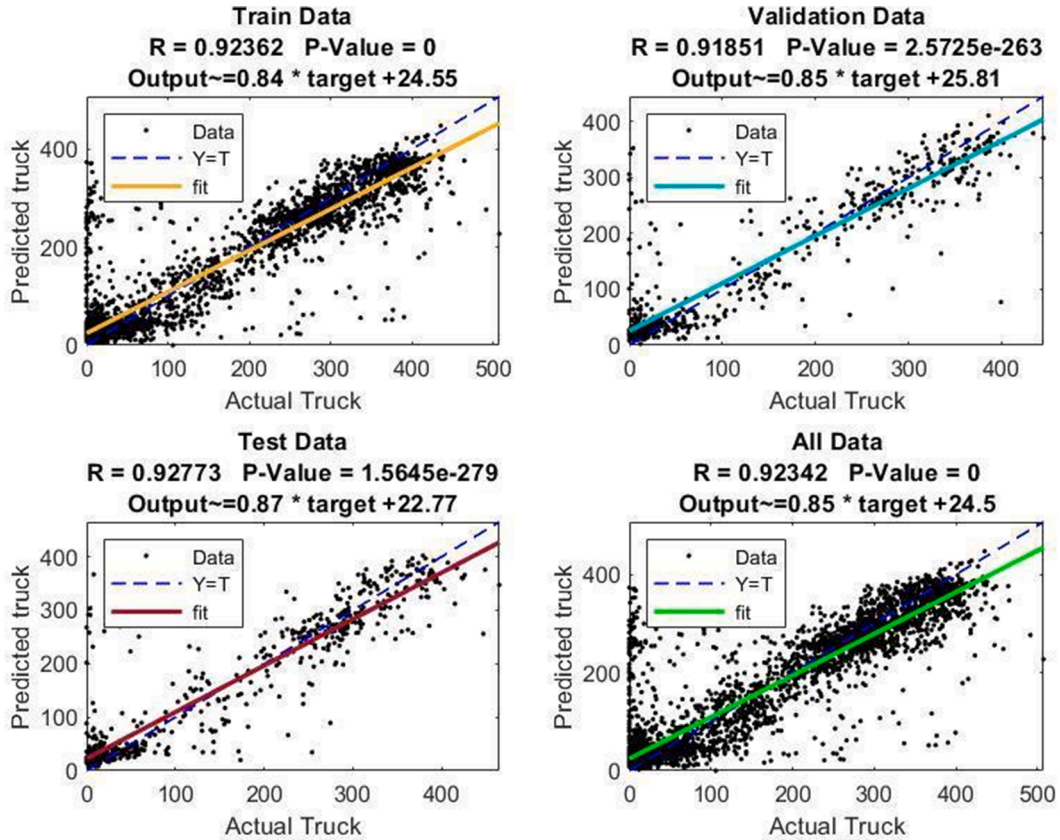 Train Data
R = 0.92362 P-Value = 0
Output~=0.84 * target +24.55
Data
Y=T
fit
Predicted truck
400
200
0
0 100 200 300 400 500
Actual Truck
Validation Data
R = 0.91851 P-Value = 2.5725e-263
Output~=0.85 * target +25.81
Data
Y=T
fit
Predicted truck
400
300
200
100
0
0 100 200 300 400
Actual Truck
Test Data
R = 0.92773 P-Value = 1.5645e-279
Output~=0.87 * target +22.77
Data
Y=T
fit
Predicted truck
400
300
200
100
0
0 100 200 300 400
Actual Truck
All Data
R = 0.92342 P-Value = 0
Output~=0.85 * target +24.5
Data
Y=T
fit
Predicted truck
400
200
0
0 100 200 300 400 500
Actual Truck